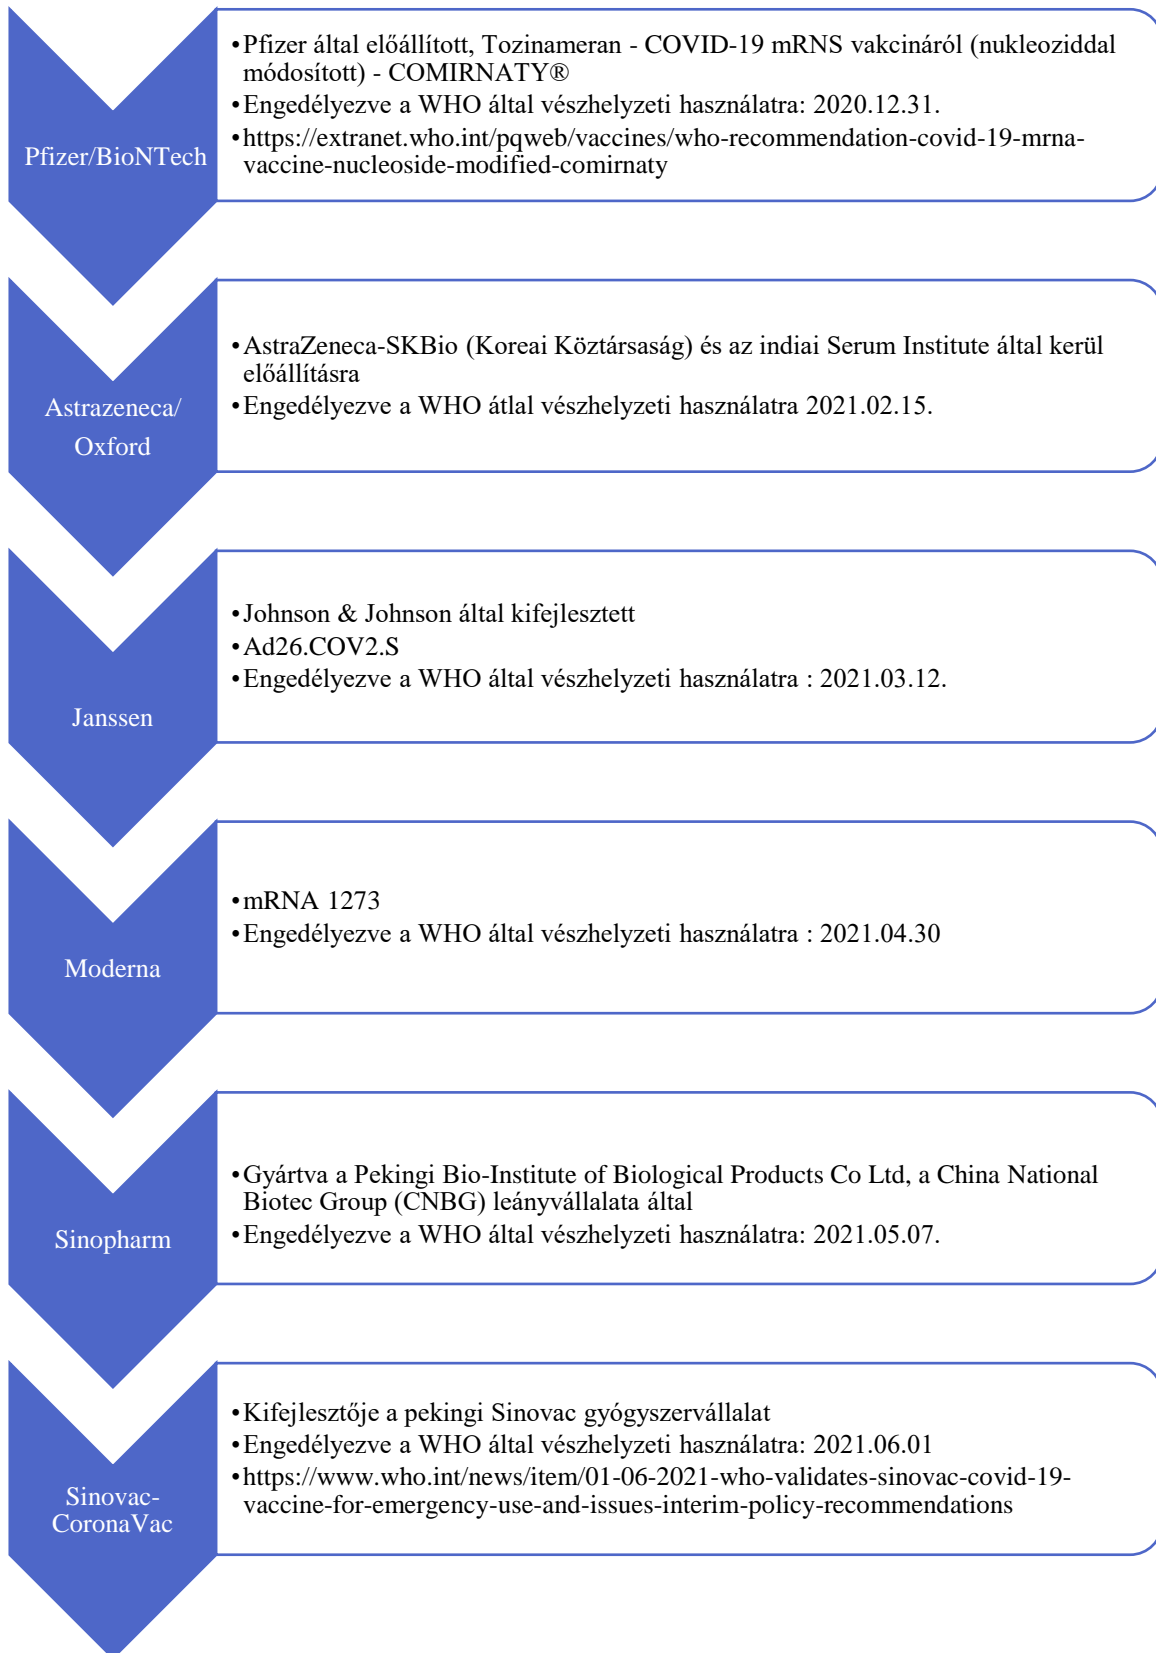 Pfizer/BioNTech
•Pfizer által előállított, Tozinameran - COVID-19 mRNS vakcináról (nukleoziddal
módosított) - COMIRNATY®
•Engedélyezve a WHO által vészhelyzeti használatra: 2020.12.31.
•https://extranet.who.int/pqweb/vaccines/who-recommendation-covid-19-mrna-
vaccine-nucleoside-modified-comirnaty
Astrazeneca/
Oxford
•AstraZeneca-SKBio (Koreai Köztársaság) és az indiai Serum Institute által kerül
előállításra
•Engedélyezve a WHO átlal vészhelyzeti használatra 2021.02.15.
Janssen
•Johnson & Johnson által kifejlesztett
•Ad26.COV2.S
•Engedélyezve a WHO által vészhelyzeti használatra : 2021.03.12.
Moderna
•mRNA 1273
•Engedélyezve a WHO által vészhelyzeti használatra : 2021.04.30
Sinopharm
•Gyártva a Pekingi Bio-Institute of Biological Products Co Ltd, a China National
Biotec Group (CNBG) leányvállalata által
•Engedélyezve a WHO által vészhelyzeti használatra: 2021.05.07.
Sinovac-
CoronaVac
•Kifejlesztője a pekingi Sinovac gyógyszervállalat
•Engedélyezve a WHO által vészhelyzeti használatra: 2021.06.01
•https://www.who.int/news/item/01-06-2021-who-validates-sinovac-covid-19-
vaccine-for-emergency-use-and-issues-interim-policy-recommendations